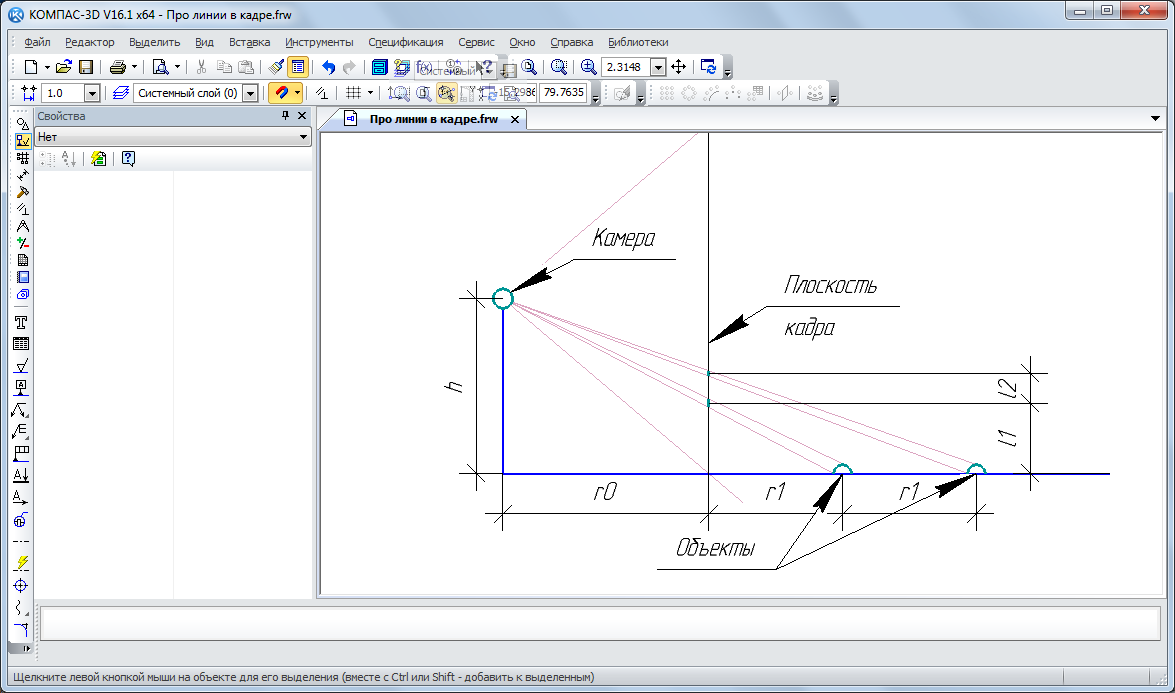 КОМПАС-3D V16.1 x64 - Про линии в кадре.frw
Файл Редактор Выделить Вид Вставка Инструменты Спецификация Сервис Окно Справка Библиотеки
2.3148
1.0 Системный слой (0) 79.7635
Свойства
Нет
Про линии в кадре.frw
Камера
Плоскость
кадра
h
l2
l1
r0 r1 r1
Объекты
Щелкните левой кнопкой мыши на объекте для его выделения (вместе с Ctrl или Shift - добавить к выделенным)